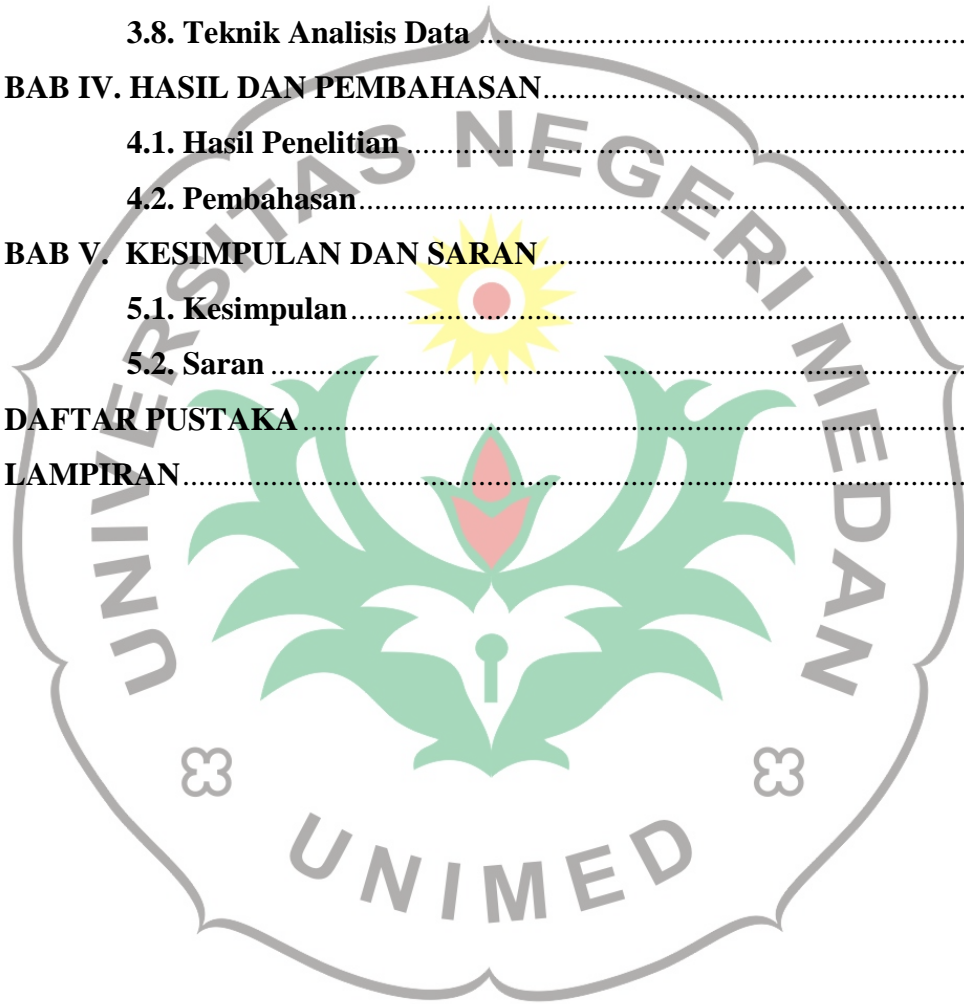 3.8. Teknik Analisis Data ........................................................................
BAB IV. HASIL DAN PEMBAHASAN ........................................................................
4.1. Hasil Penelitian ........................................................................
4.2. Pembahasan ........................................................................
BAB V.  KESIMPULAN DAN SARAN ........................................................................
5.1. Kesimpulan ........................................................................
5.2. Saran ........................................................................
DAFTAR PUSTAKA ........................................................................
LAMPIRAN ........................................................................
UNIVERSITAS NEGERI MEDAN
UNIMED